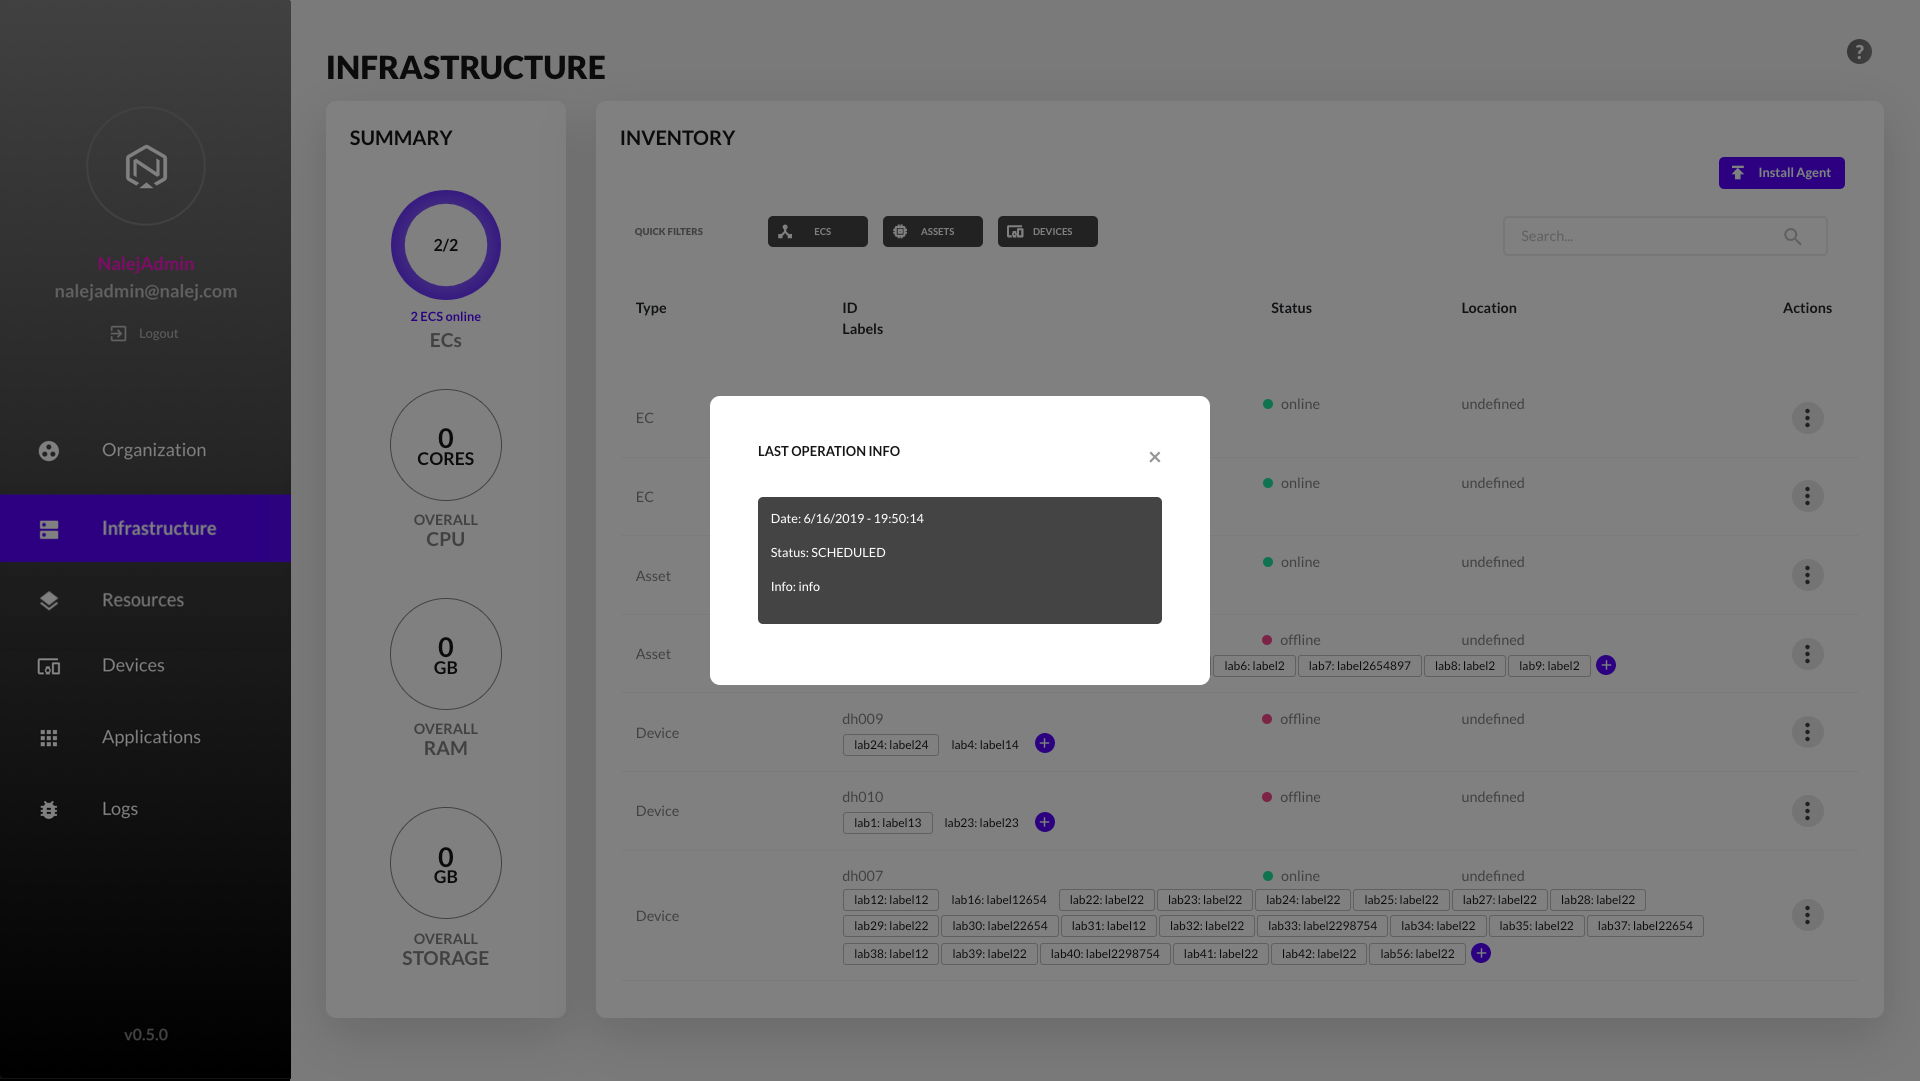 INFRASTRUCTURE
?
NalejAdmin
nalejadmin@nalej.com
Logout
Organization
Infrastructure
Resources
Devices
Applications
Logs
v0.5.0
SUMMARY
2/2
2 ECS online
ECs
0
CORES
OVERALL
CPU
0
GB
OVERALL
RAM
0
GB
OVERALL
STORAGE
INVENTORY
Install Agent
QUICK FILTERS ECS ASSETS DEVICES
Search...
Type ID Status Location Actions
Labels
EC online undefined
EC online undefined
Asset online undefined
Asset offline undefined
lab6: label2 lab7: label2654897 lab8: label2 lab9: label2
LAST OPERATION INFO
Date: 6/16/2019 - 19:50:14
Status: SCHEDULED
Info: info
Device dh009 offline undefined
lab24: label24 lab4: label14
Device dh010 offline undefined
lab1: label13 lab23: label23
Device dh007 online undefined
lab12: label12 lab16: label12654 lab22: label22 lab23: label22 lab24: label22 lab25: label22 lab27: label22 lab28: label22
lab29: label22 lab30: label22654 lab31: label12 lab32: label22 lab33: label2298754 lab34: label22 lab35: label22 lab37: label22654
lab38: label12 lab39: label22 lab40: label2298754 lab41: label22 lab42: label22 lab56: label22